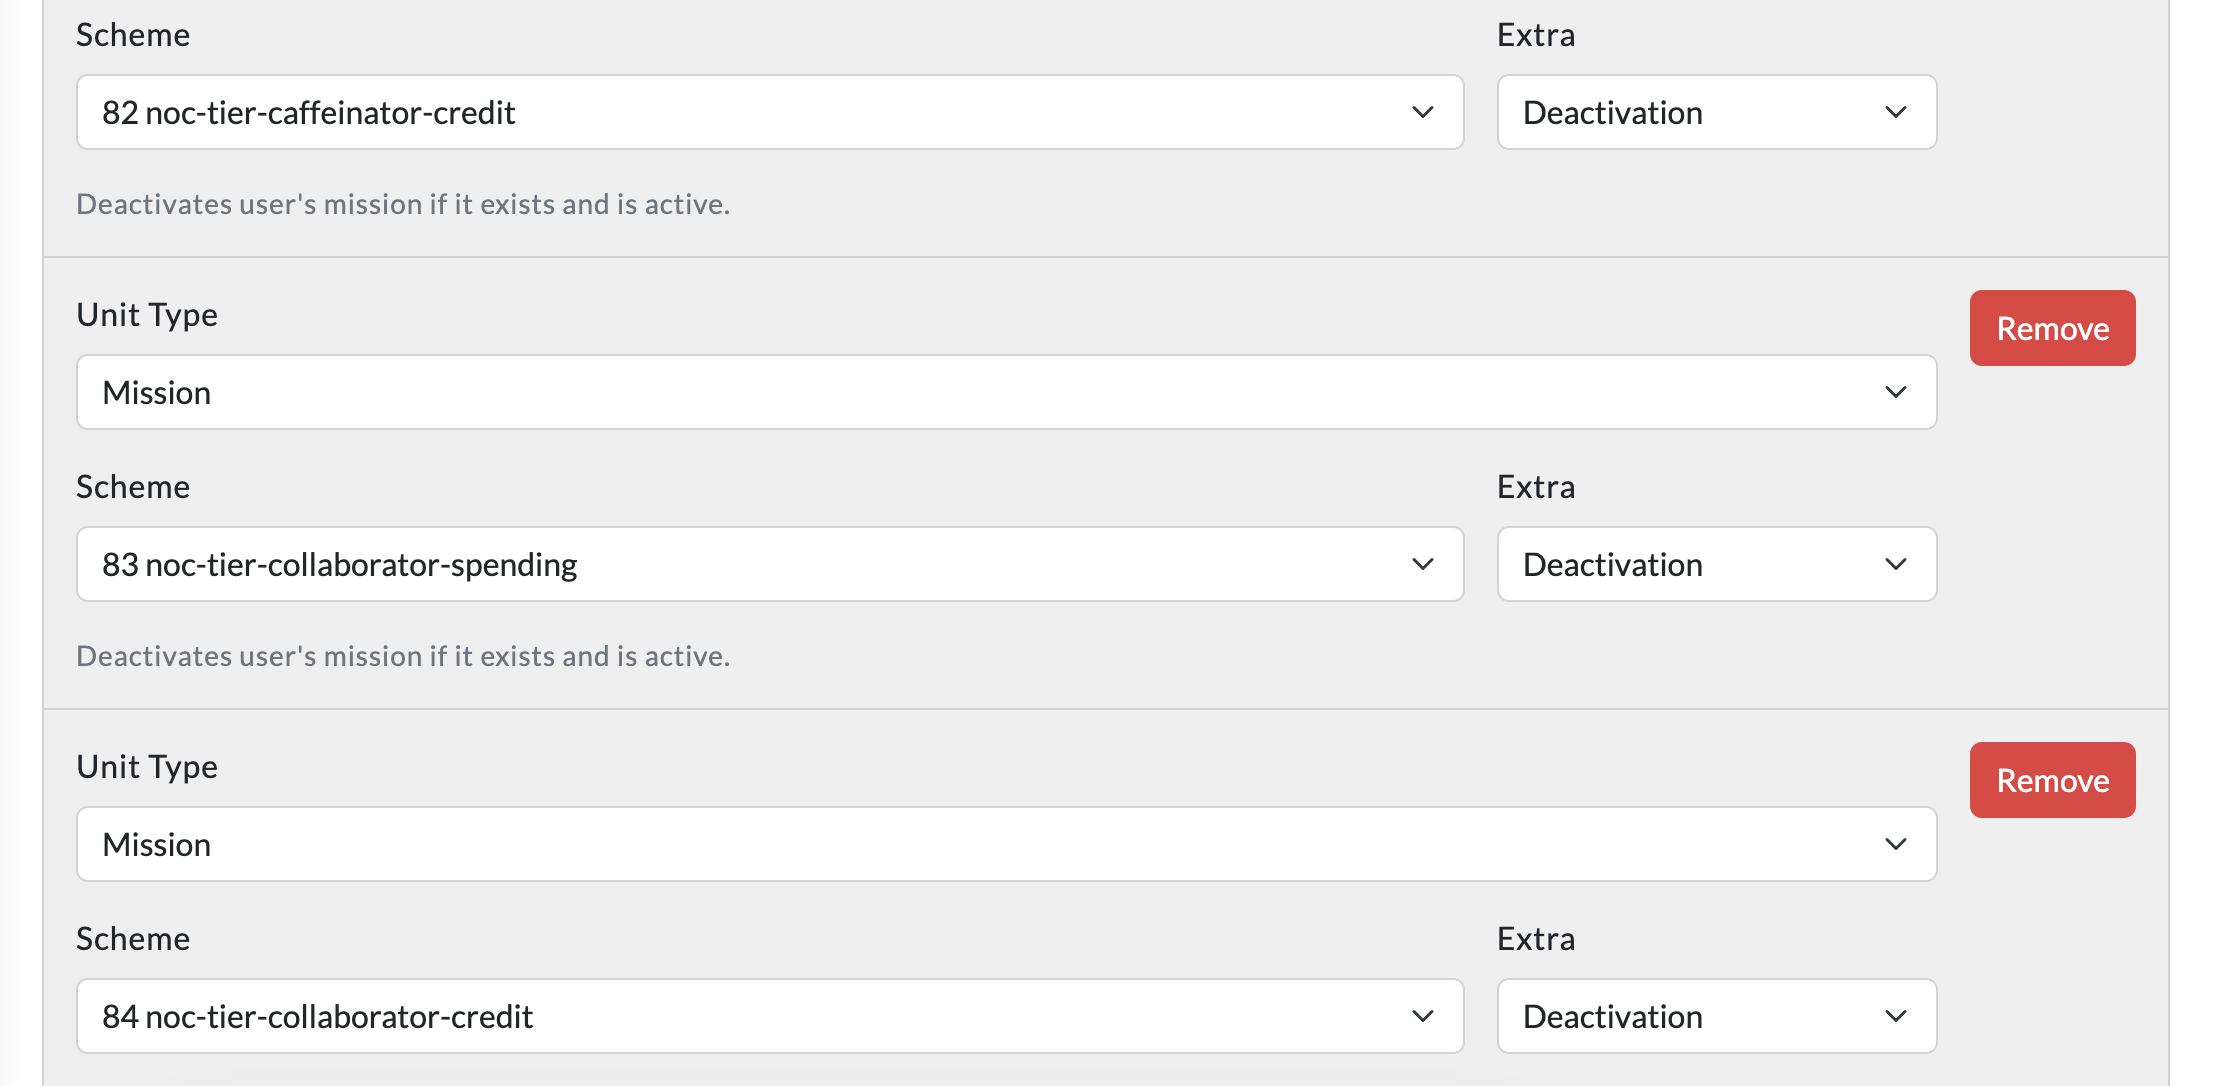 Scheme Extra
82 noc-tier-caffeinator-credit Deactivation
Deactivates user's mission if it exists and is active.
Unit Type
Remove
Mission
Scheme Extra
83 noc-tier-collaborator-spending Deactivation
Deactivates user's mission if it exists and is active.
Unit Type
Remove
Mission
Scheme Extra
84 noc-tier-collaborator-credit Deactivation